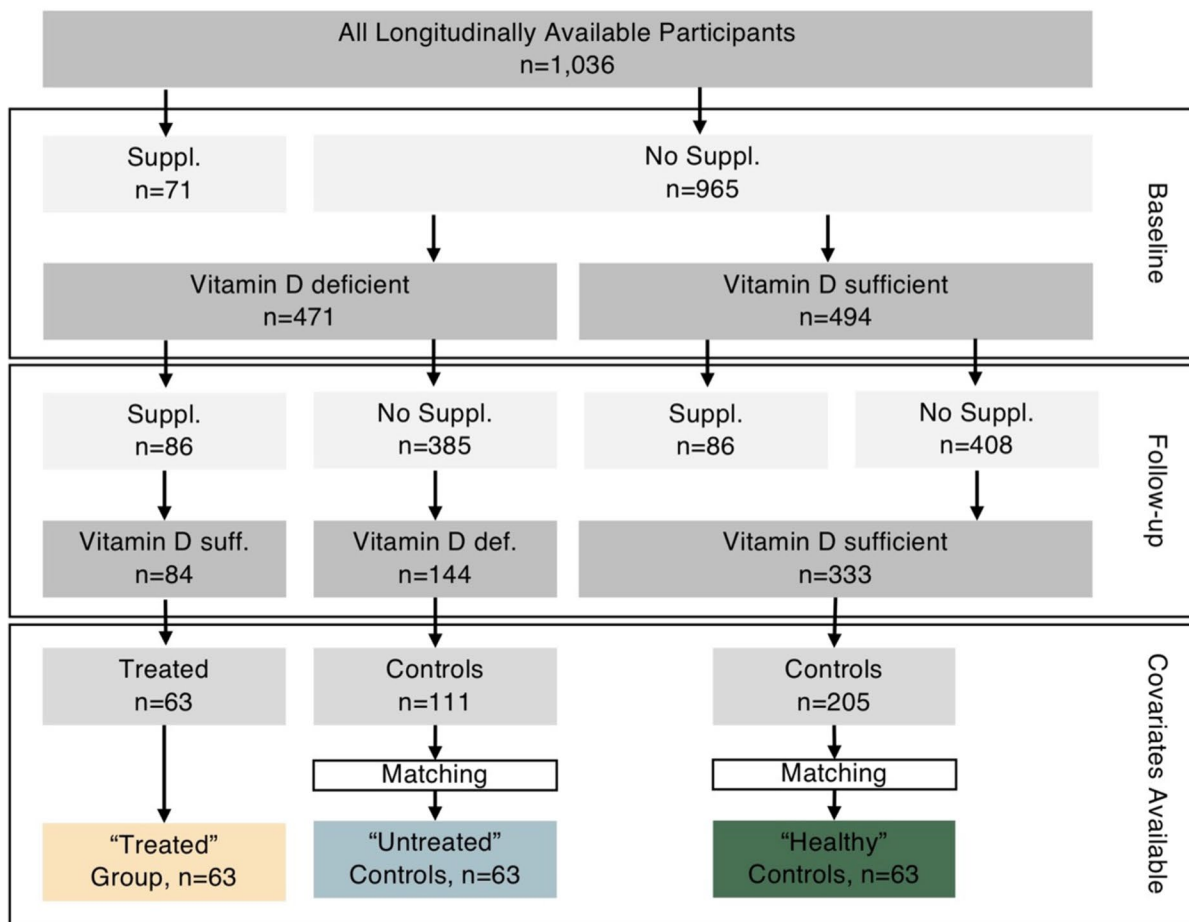 All Longitudinally Available Participants
n=1,036
Suppl.
n=71
No Suppl.
n=965
Vitamin D deficient
n=471
Vitamin D sufficient
n=494
Baseline
Suppl.
n=86
No Suppl.
n=385
Suppl.
n=86
No Suppl.
n=408
Vitamin D suff.
n=84
Vitamin D def.
n=144
Vitamin D sufficient
n=333
Follow-up
Treated
n=63
Controls
n=111
Controls
n=205
Matching
Matching
“Treated”
Group, n=63
“Untreated”
Controls, n=63
“Healthy”
Controls, n=63
Covariates Available